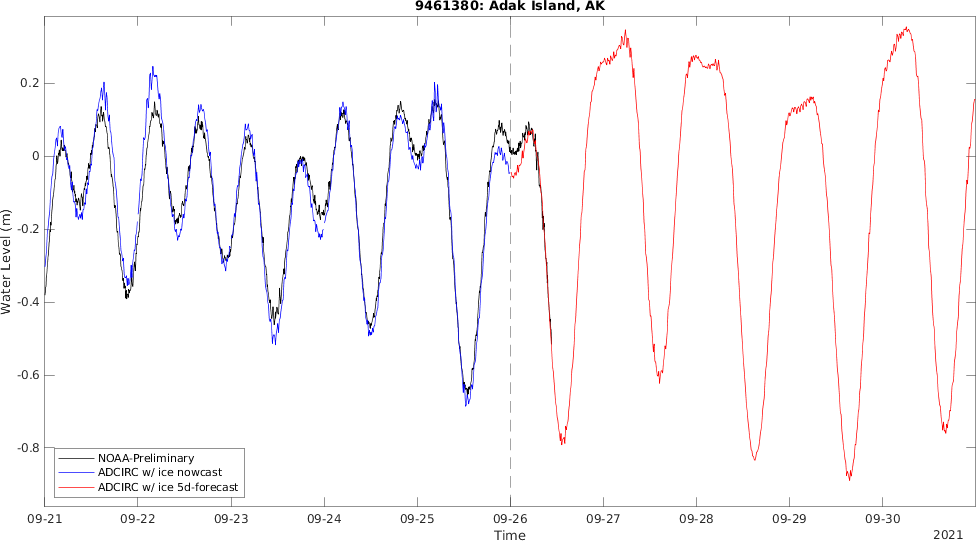 9461380: Adak Island, AK
Water Level (m)
0.2
0
-0.2
-0.4
-0.6
-0.8
NOAA-Preliminary
ADCIRC w/ ice nowcast
ADCIRC w/ ice 5d-forecast
09-21
09-22
09-23
09-24
09-25
09-26
09-27
09-28
09-29
09-30
Time
2021